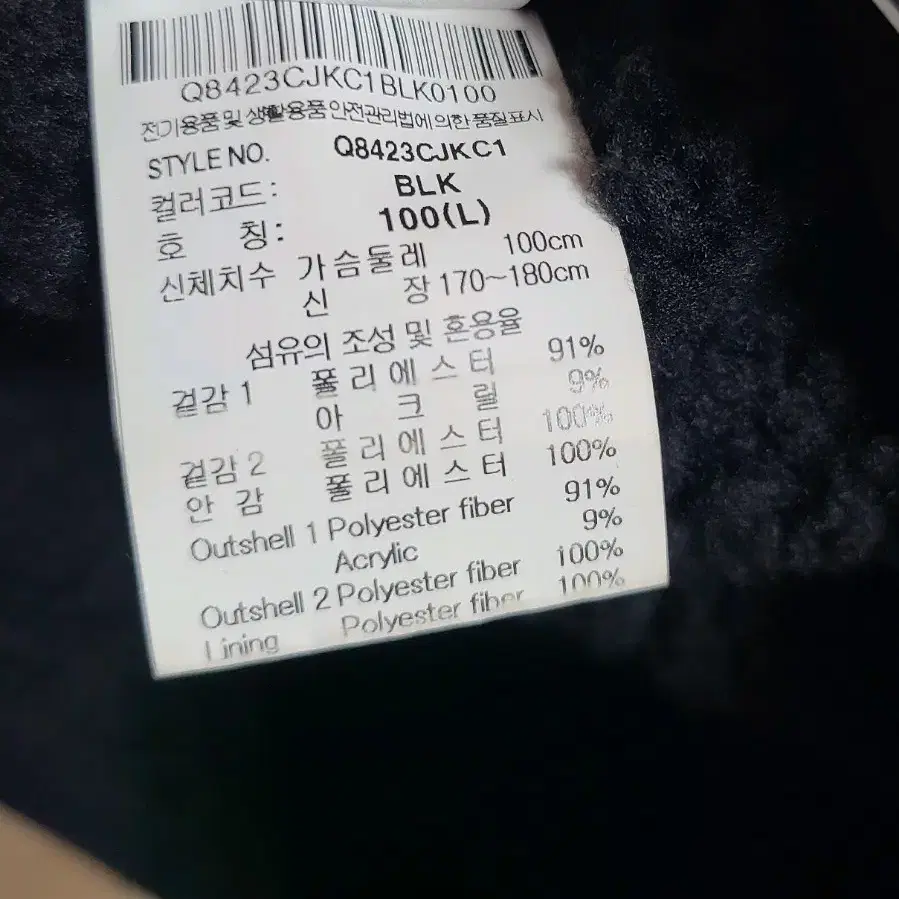 Q8423CJKC1BLK0100
전기용품 및 생활용품 안전관리법에 의한 품질표시
STYLE NO. Q8423CJKC1
컬러코드: BLK
호 칭: 100(L)
신체치수 가슴둘레 100cm
신 장 170~180cm
섬유의 조성 및 혼용율
겉감 1 폴리에스터 91%
아크릴 9%
겉감 2 폴리에스터 100%
안 감 폴리에스터 100%
Outshell 1 Polyester fiber 91%
Acrylic 9%
Outshell 2 Polyester fiber 100%
Lining Polyester fiber 100%